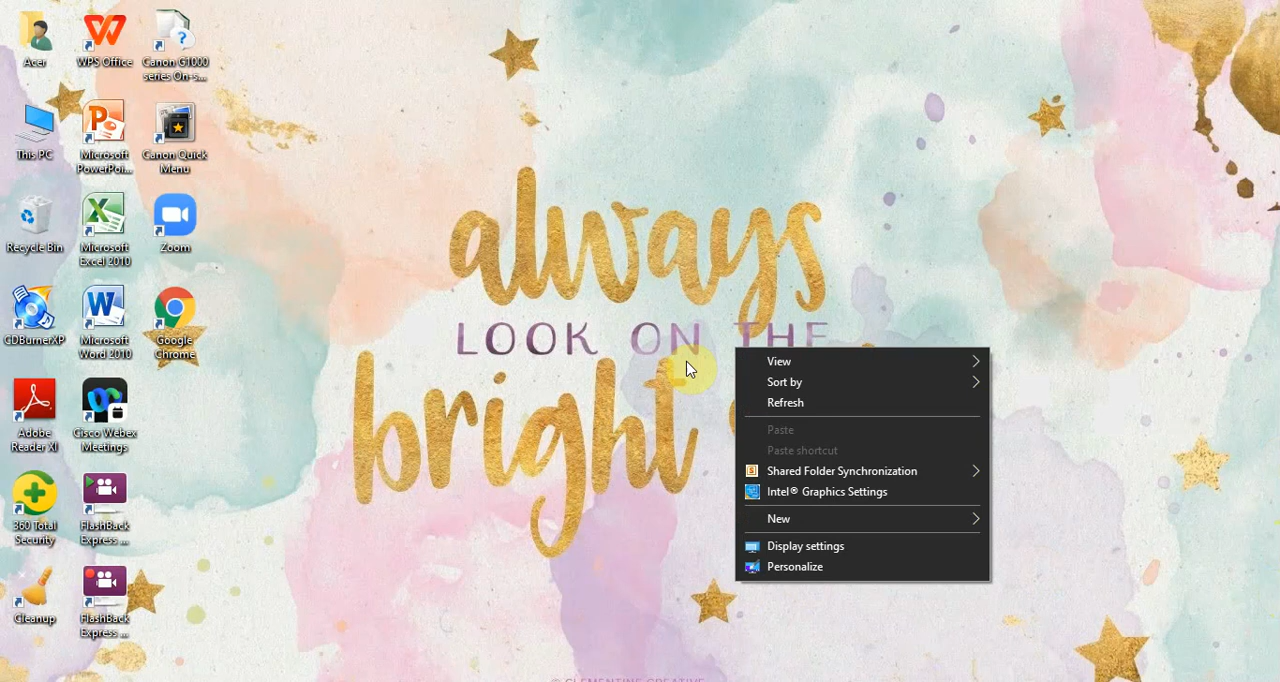 Acer
WPS Office
Canon G1000
series On-s...
This PC
Microsoft
PowerPoi...
Canon Quick
Menu
Recycle Bin
Microsoft
Excel 2010
Zoom
CDBurnerXP
Microsoft
Word 2010
Google
Chrome
Adobe
Reader XI
Cisco Webex
Meetings
360 Total
Security
FlashBack
Express ...
Cleanup
FlashBack
Express ...
always
LOOK ON THE
bright
View
Sort by
Refresh
Paste
Paste shortcut
Shared Folder Synchronization
Intel® Graphics Settings
New
Display settings
Personalize
© CLEMENTINE CREATIVE